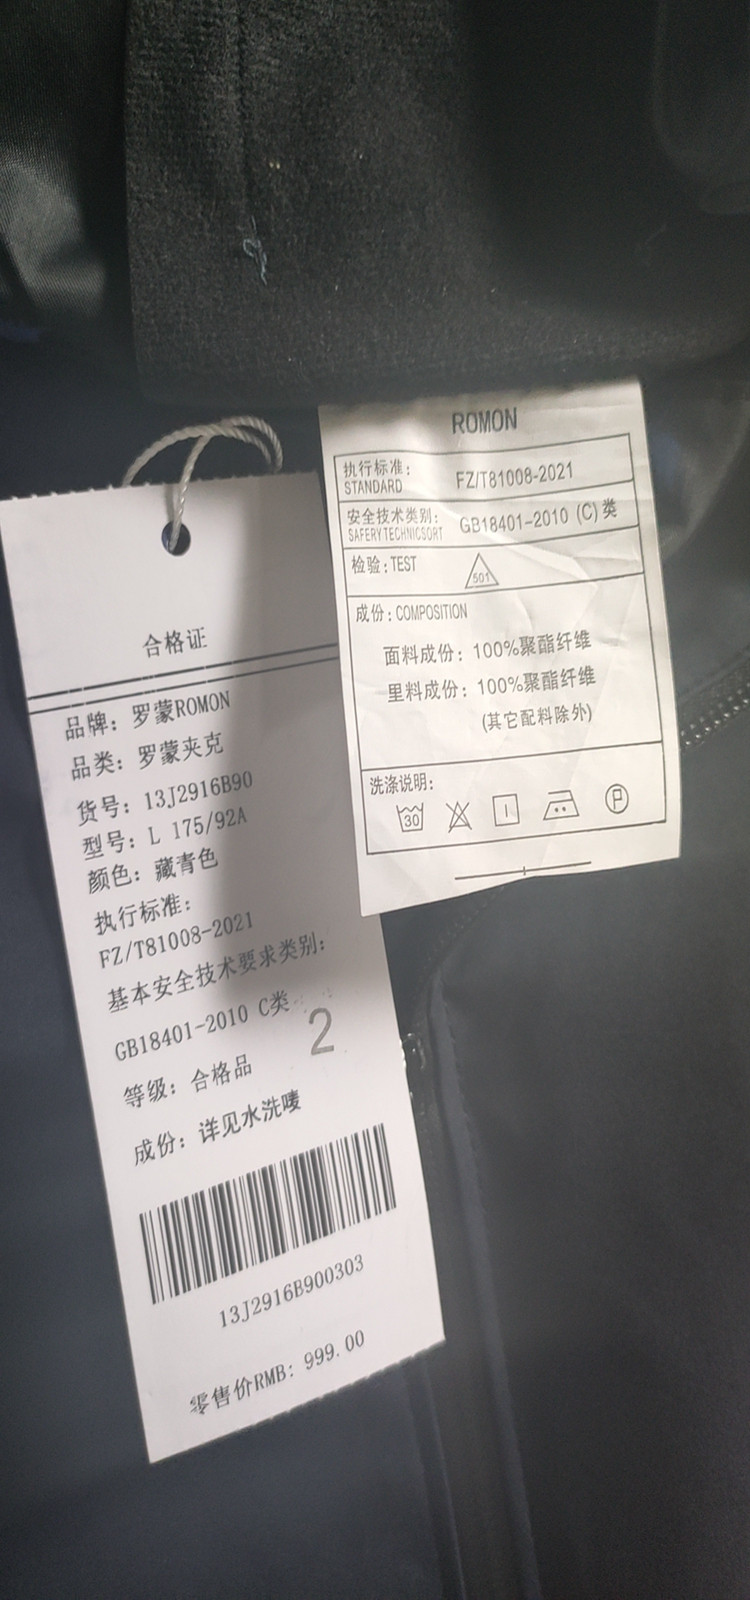 合格证
品牌：罗蒙ROMON
品类：罗蒙夹克
货号：13J2916B90
型号：L 175/92A
颜色：藏青色
执行标准：
FZ/T81008-2021
基本安全技术要求类别：
GB18401-2010 C类
2
等级：合格品
成份：详见水洗唛
13J2916B900303
零售价RMB：999.00
ROMON
执行标准：
STANDARD
FZ/T81008-2021
安全技术类别：
SAFERYTECHNICSORT
GB18401-2010 (C)类
检验：TEST
501
成份：COMPOSITION
面料成份：100%聚酯纤维
里料成份：100%聚酯纤维
(其它配料除外)
洗涤说明：
30
P